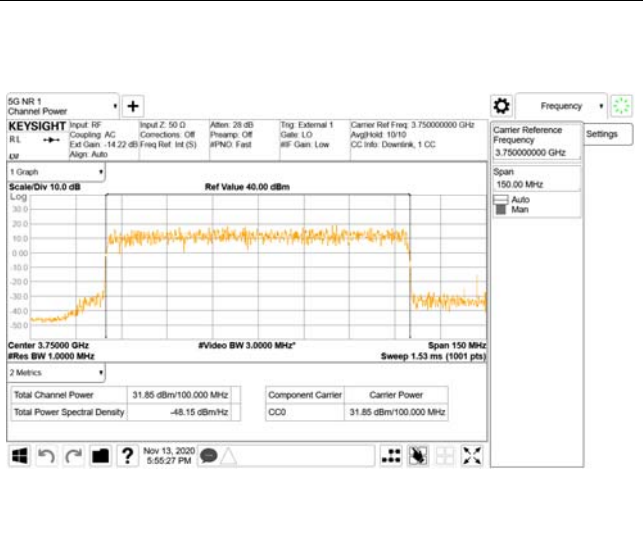 5G NR 1
Channel Power
+
Frequency
KEYSIGHT
RL
Input: RF
Coupling: AC
Ext Gain: -14.22 dB
Align: Auto
Input Z: 50 Ω
Corrections: Off
Freq Ref: Int (S)
Atten: 28 dB
Preamp: Off
#PNO: Fast
Trig: External 1
Gate: LO
#IF Gain: Low
Carrier Ref Freq: 3.750000000 GHz
Avg|Hold: 10/10
CC Info: Downlink, 1 CC
Carrier Reference
Frequency
3.750000000 GHz
Settings
Span
150.00 MHz
Auto
Man
1 Graph
Scale/Div 10.0 dB
Ref Value 40.00 dBm
Log
30.0
20.0
10.0
0.00
-10.0
-20.0
-30.0
-40.0
-50.0
Center 3.75000 GHz
#Video BW 3.0000 MHz*
Span 150 MHz
#Res BW 1.0000 MHz
Sweep 1.53 ms (1001 pts)
2 Metrics
Total Channel Power 31.85 dBm/100.000 MHz
Total Power Spectral Density -48.15 dBm/Hz
Component Carrier Carrier Power
CC0 31.85 dBm/100.000 MHz
?
Nov 13, 2020
5:55:27 PM